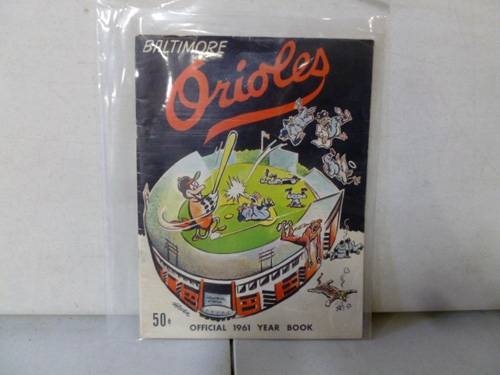 BALTIMORE
Orioles
50¢
OFFICIAL 1961 YEAR BOOK